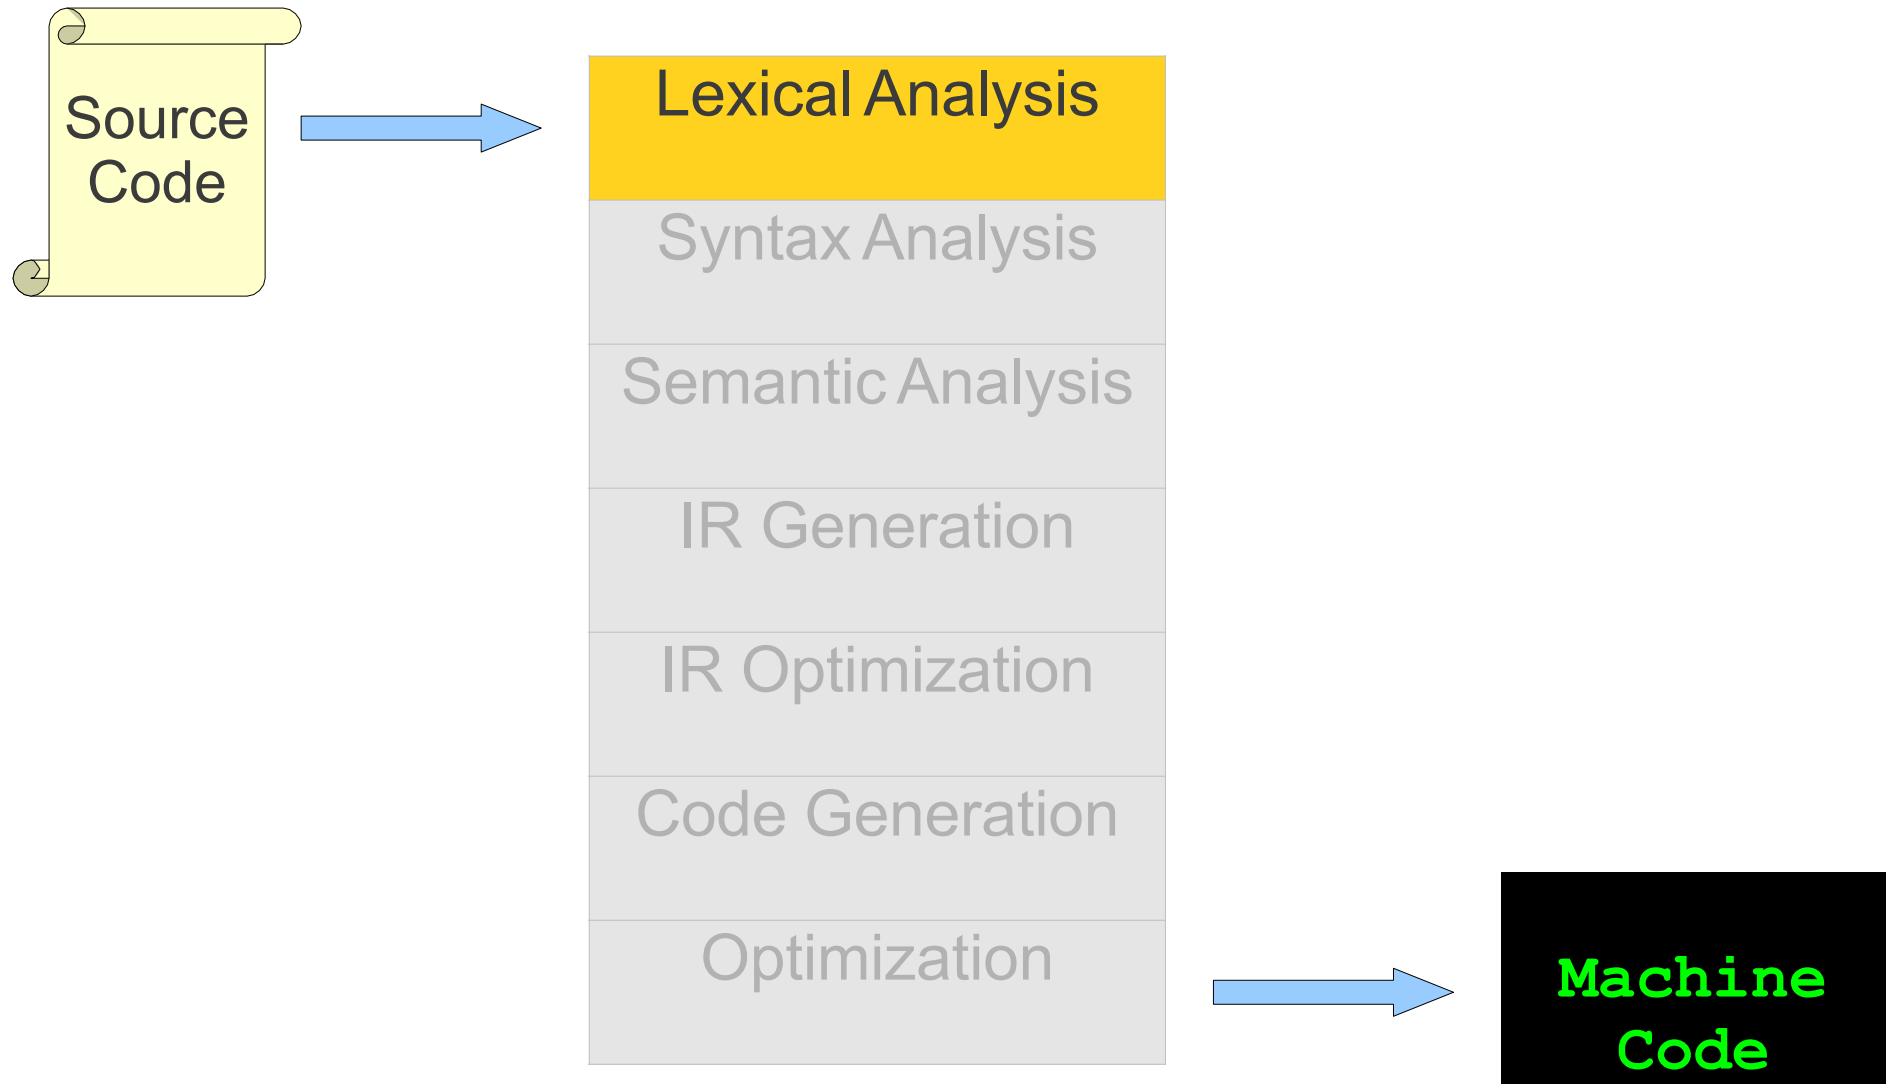 Source
Code
Lexical Analysis
Syntax Analysis
Semantic Analysis
IR Generation
IR Optimization
Code Generation
Optimization
Machine
Code